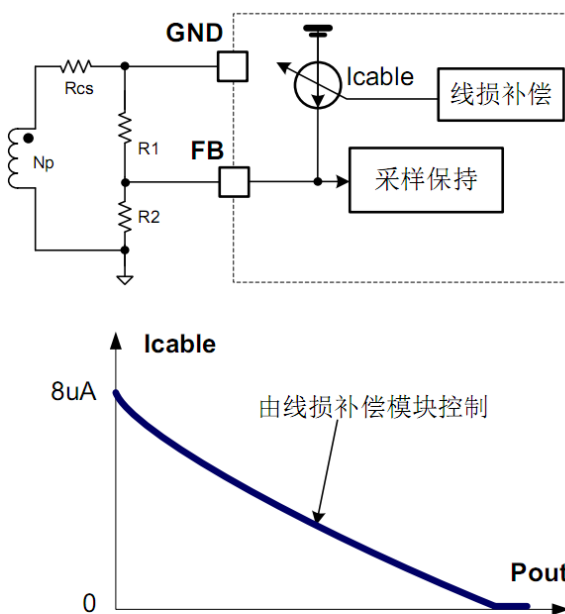 GND
Rcs
Icable
线损补偿
R1
FB
Np
采样保持
R2
Icable
8uA
由线损补偿模块控制
Pout
0